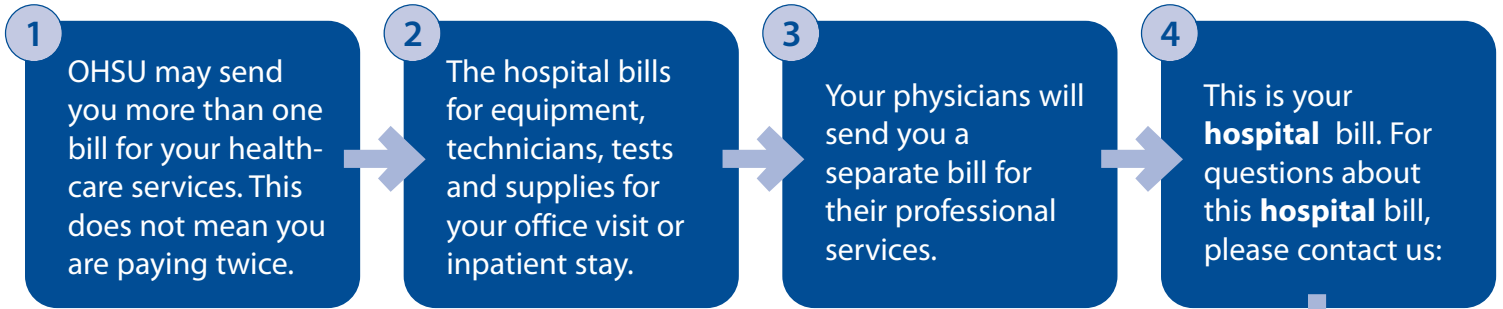 1
OHSU may send
you more than one
bill for your health-
care services. This
does not mean you
are paying twice.
2
The hospital bills
for equipment,
technicians, tests
and supplies for
your office visit or
inpatient stay.
3
Your physicians will
send you a
separate bill for
their professional
services.
4
This is your
hospital bill. For
questions about
this hospital bill,
please contact us: